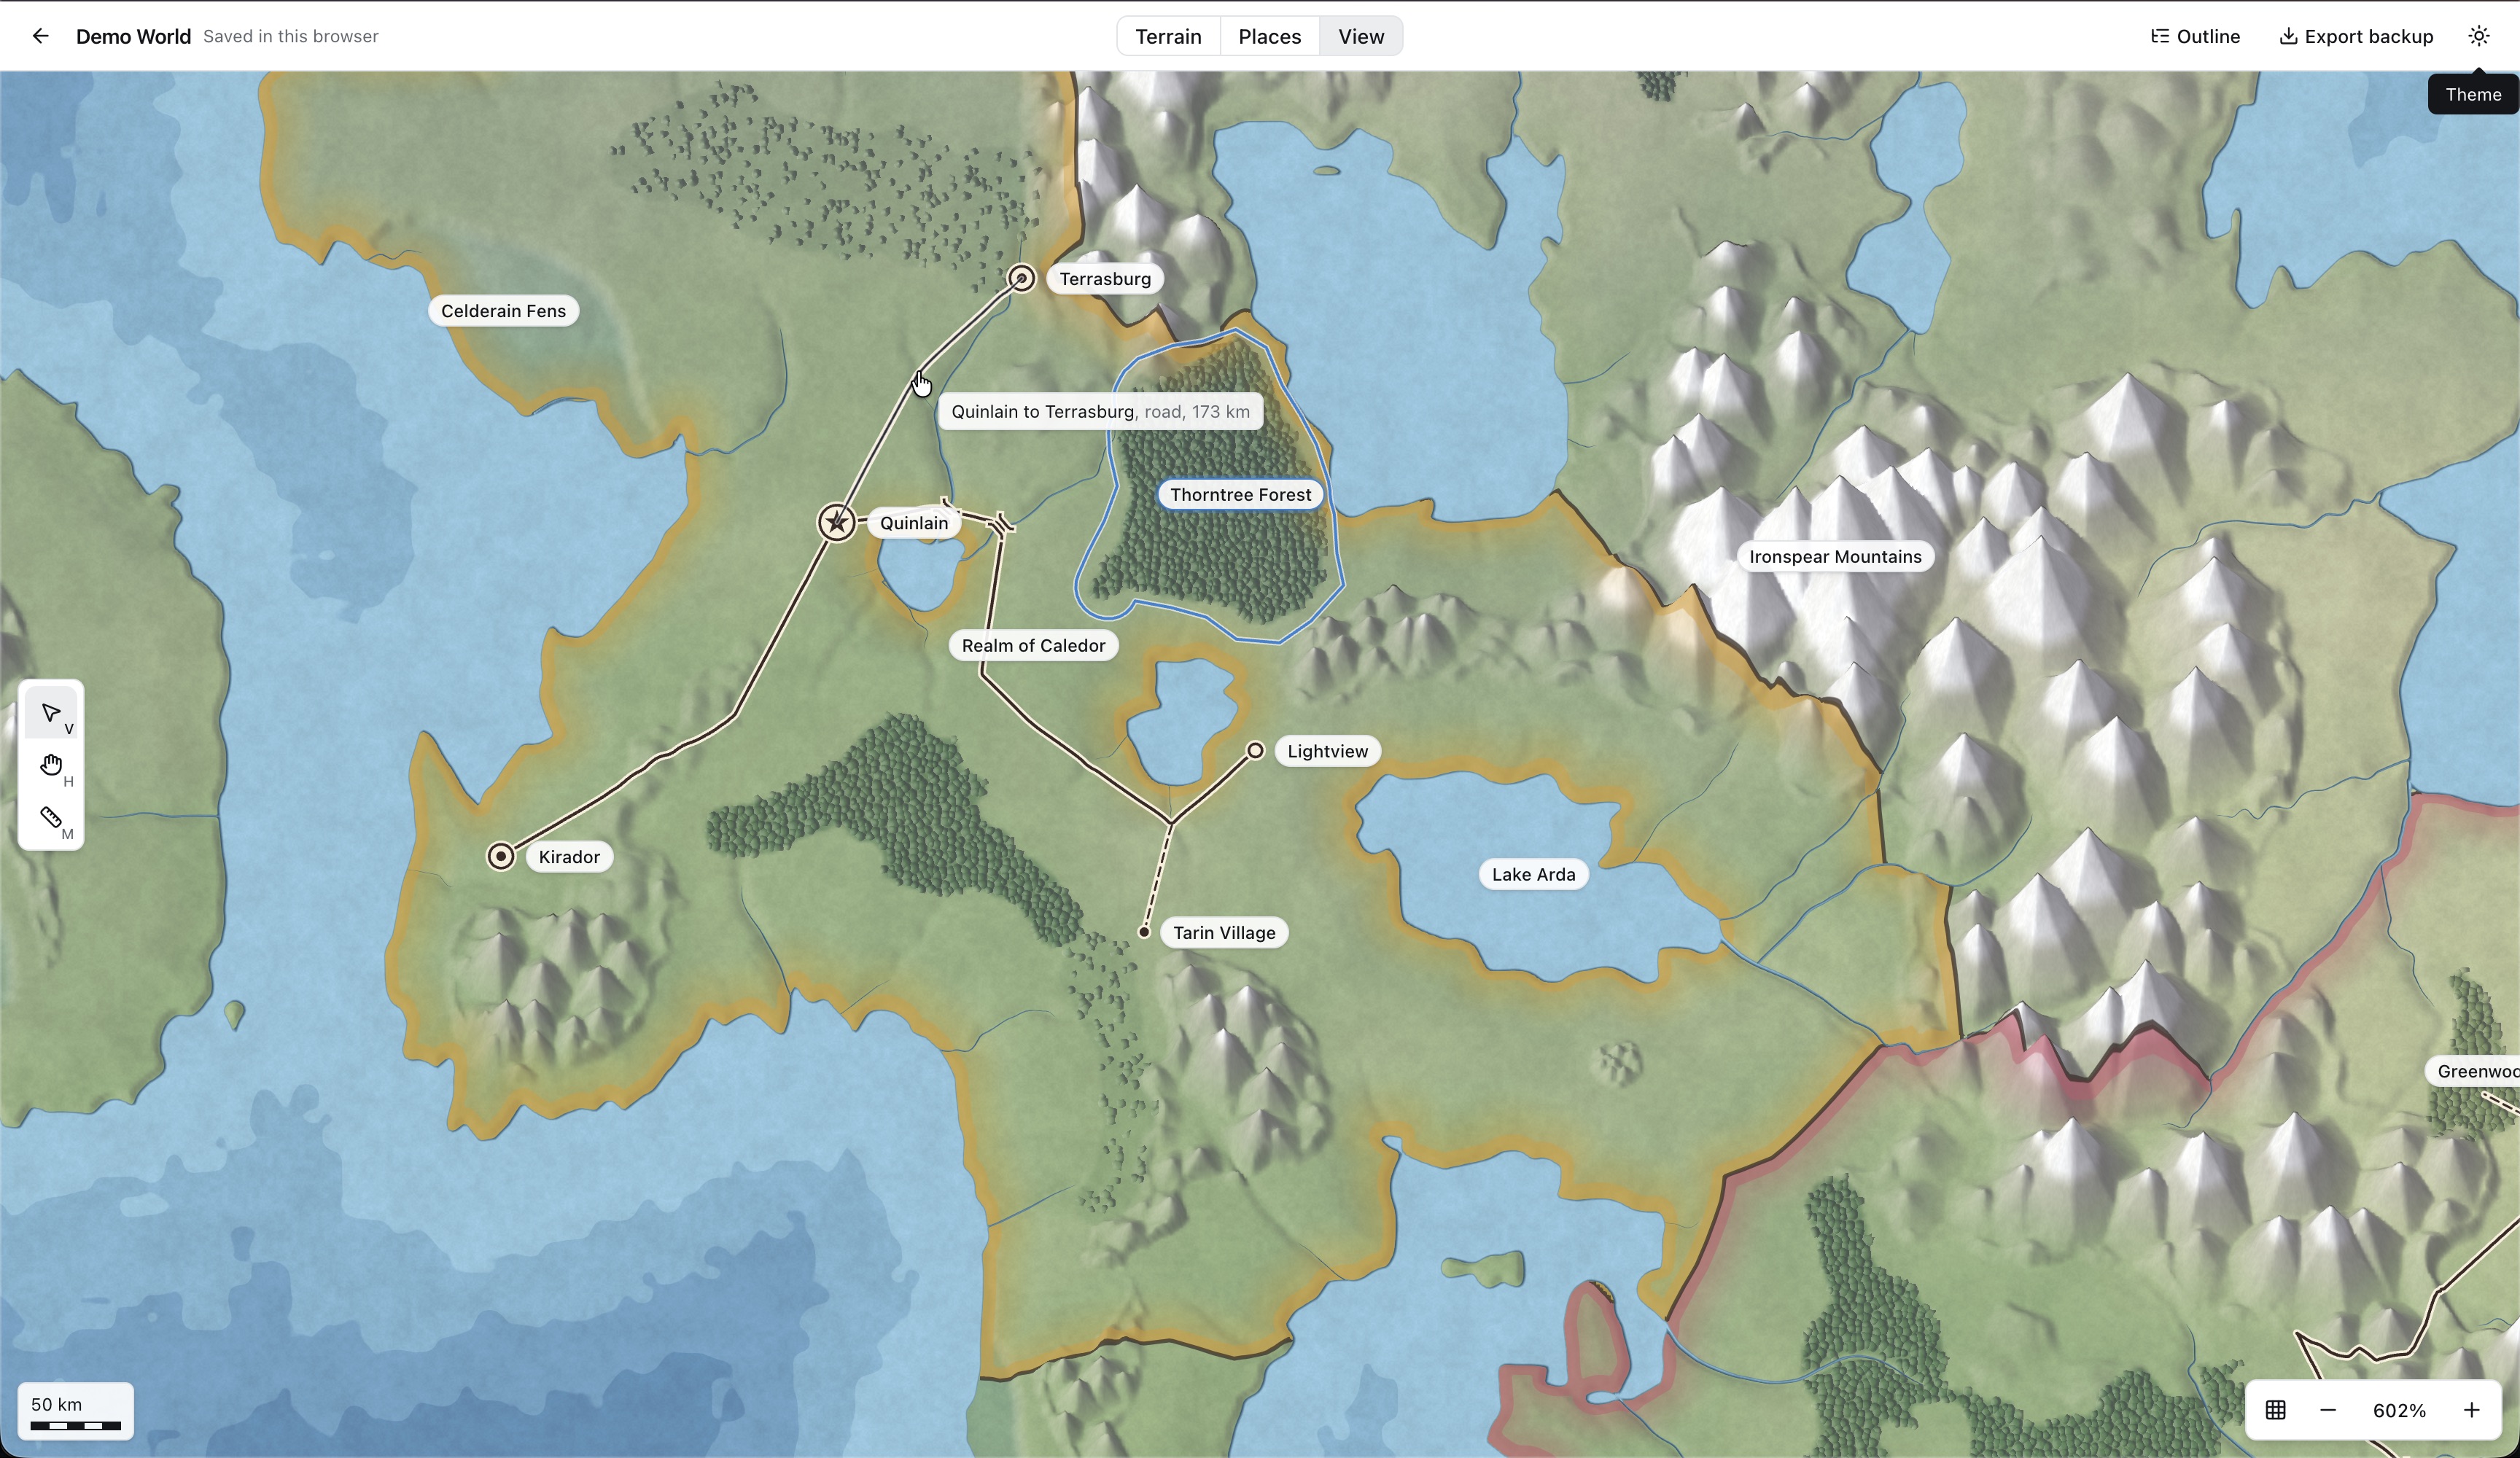 Demo World Saved in this browser
Terrain Places View
Outline Export backup
Theme
Terrasburg
Celderain Fens
Quinlain to Terrasburg, road, 173 km
Thorntree Forest
Quinlain
Ironspear Mountains
Realm of Caledor
V
H
M
Lightview
Kirador
Lake Arda
Tarin Village
Greenwoo
50 km
602%